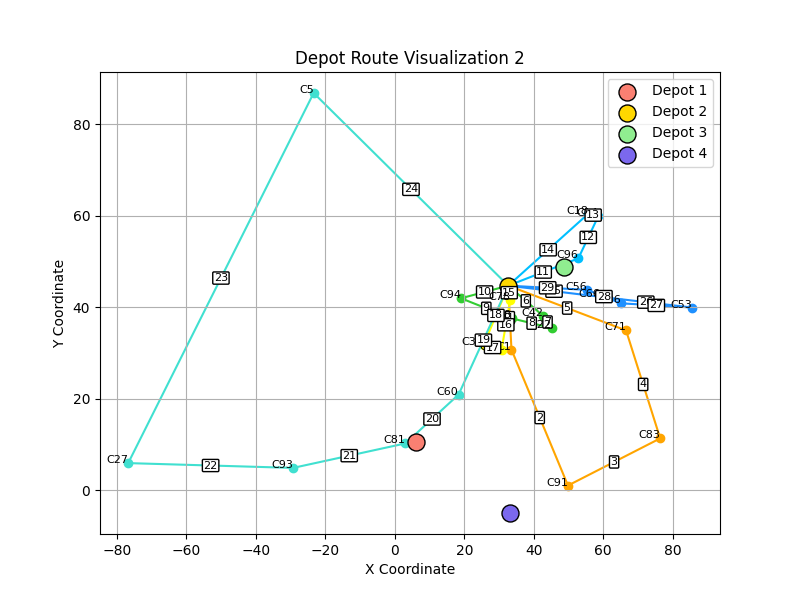 Depot Route Visualization 2
Depot 1
Depot 2
Depot 3
Depot 4
C5
24
C18
13
12
14
C96
11
23
C94
10
15
29
C56
28
27
C53
9
6
5
18
16
8
C71
19
17
C60
4
20
2
C81
C83
21
C27
22
C93
3
C91
80
60
40
20
0
−80
−60
−40
−20
0
20
40
60
80
X Coordinate
Y Coordinate